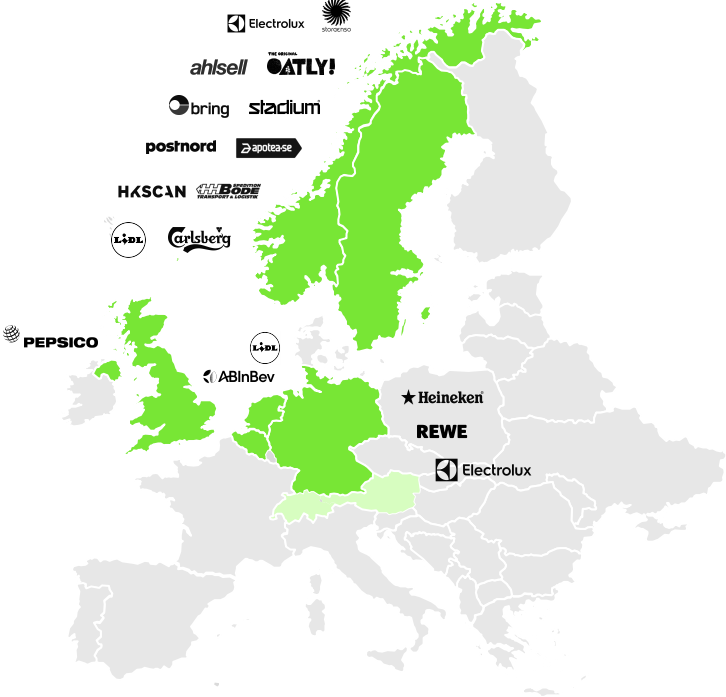 Electrolux
storaenso
ahlsell
THE ORIGINAL
OATLY!
bring
stadium
postnord
apotea.se
HKSCAN
SPEDITION
BODE
TRANSPORT & LOGISTIK
LiDL
Carlsberg
PEPSICO
LiDL
ABInBev
Heineken
REWE
Electrolux